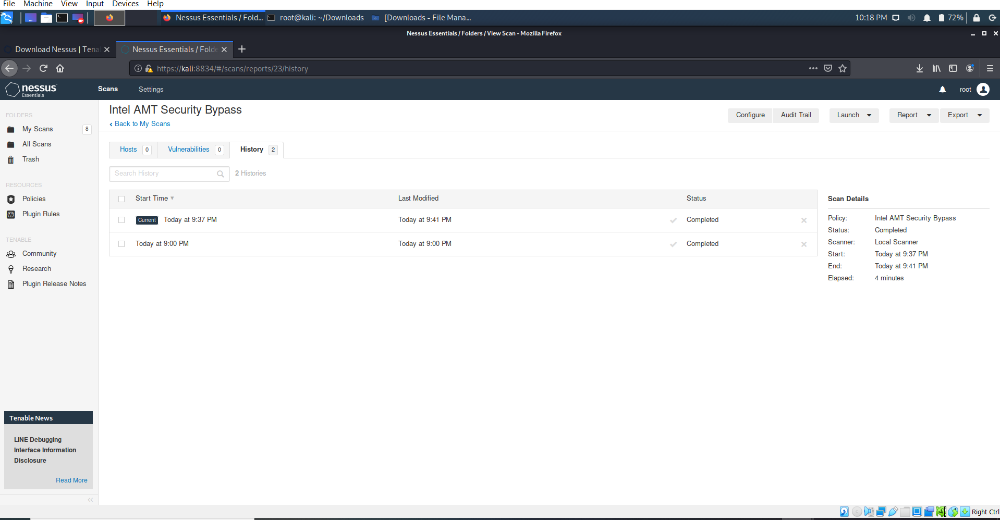 File Machine View Input Devices Help
Nessus Essentials / Fold... root@kali: ~/Downloads [Downloads - File Mana... 10:18 PM 72%
Nessus Essentials / Folders / View Scan - Mozilla Firefox
Download Nessus | Tena Nessus Essentials / Folde
https://kali:8834/#/scans/reports/23/history
nessus Essentials Scans Settings root
FOLDERS
My Scans 8
All Scans
Trash
RESOURCES
Policies
Plugin Rules
TENABLE
Community
Research
Plugin Release Notes
Tenable News
LINE Debugging
Interface Information
Disclosure
Read More
Intel AMT Security Bypass
Back to My Scans
Configure Audit Trail Launch Report Export
Hosts 0 Vulnerabilities 0 History 2
Search History 2 Histories
Start Time Last Modified Status
Current Today at 9:37 PM Today at 9:41 PM Completed
Today at 9:00 PM Today at 9:00 PM Completed
Scan Details
Policy: Intel AMT Security Bypass
Status: Completed
Scanner: Local Scanner
Start: Today at 9:37 PM
End: Today at 9:41 PM
Elapsed: 4 minutes
Right Ctrl